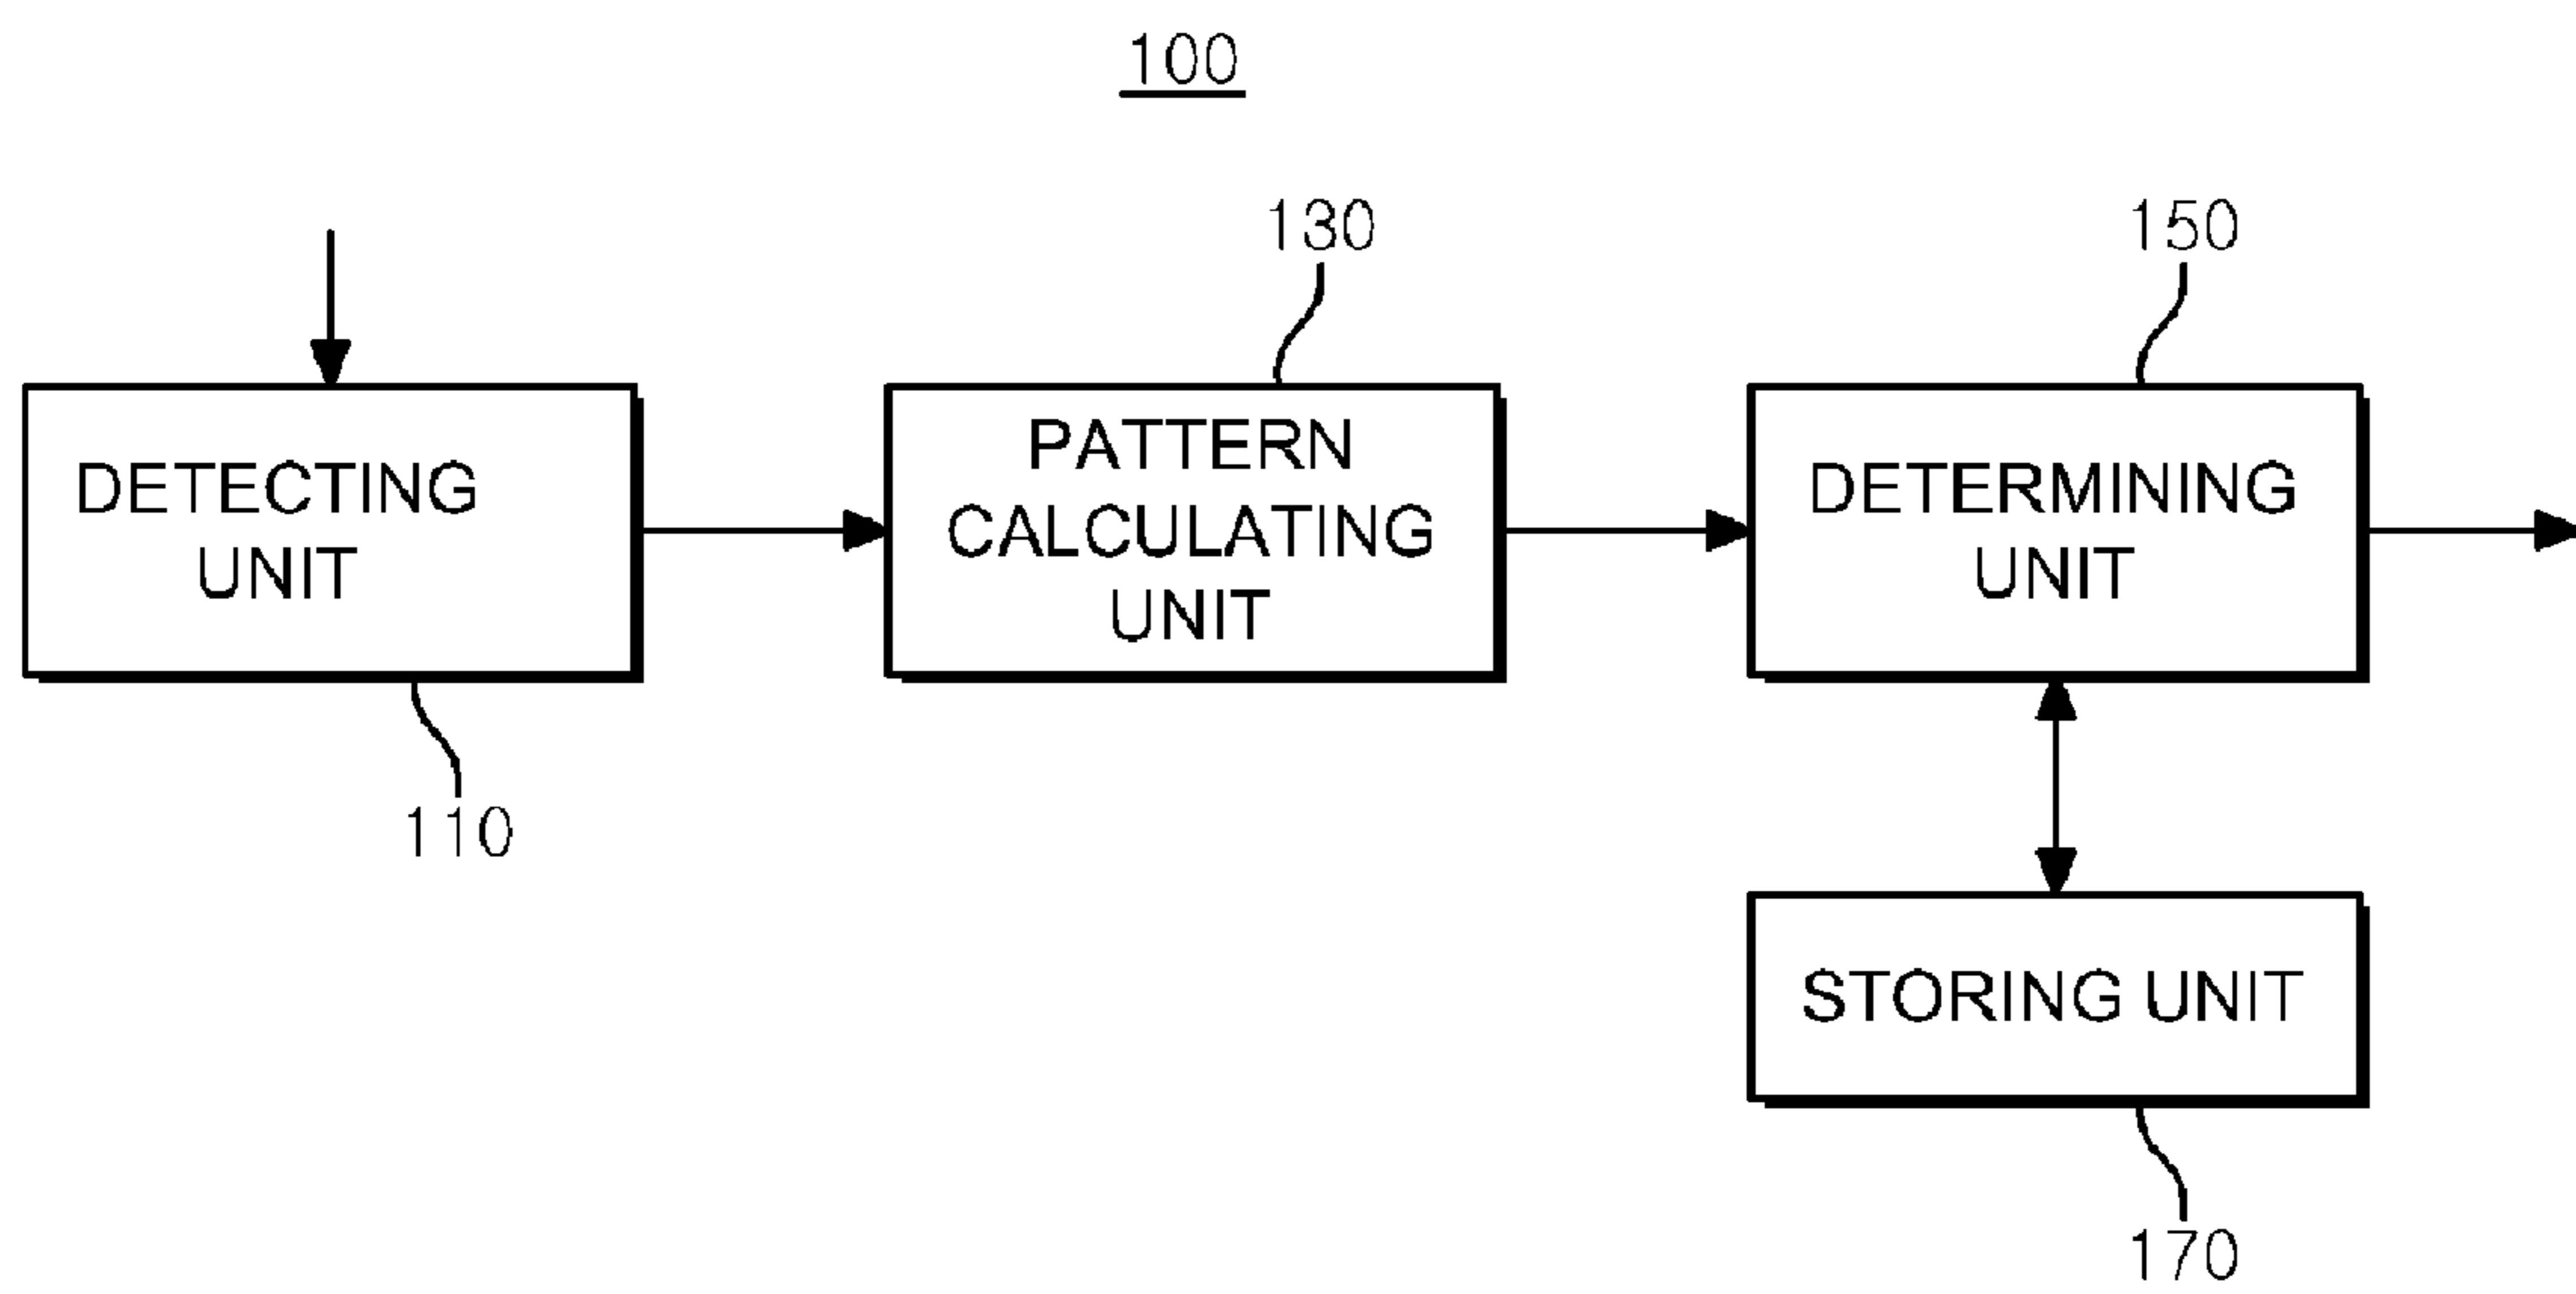 100
130
150
DETECTING
UNIT
PATTERN
CALCULATING
UNIT
DETERMINING
UNIT
110
STORING UNIT
170